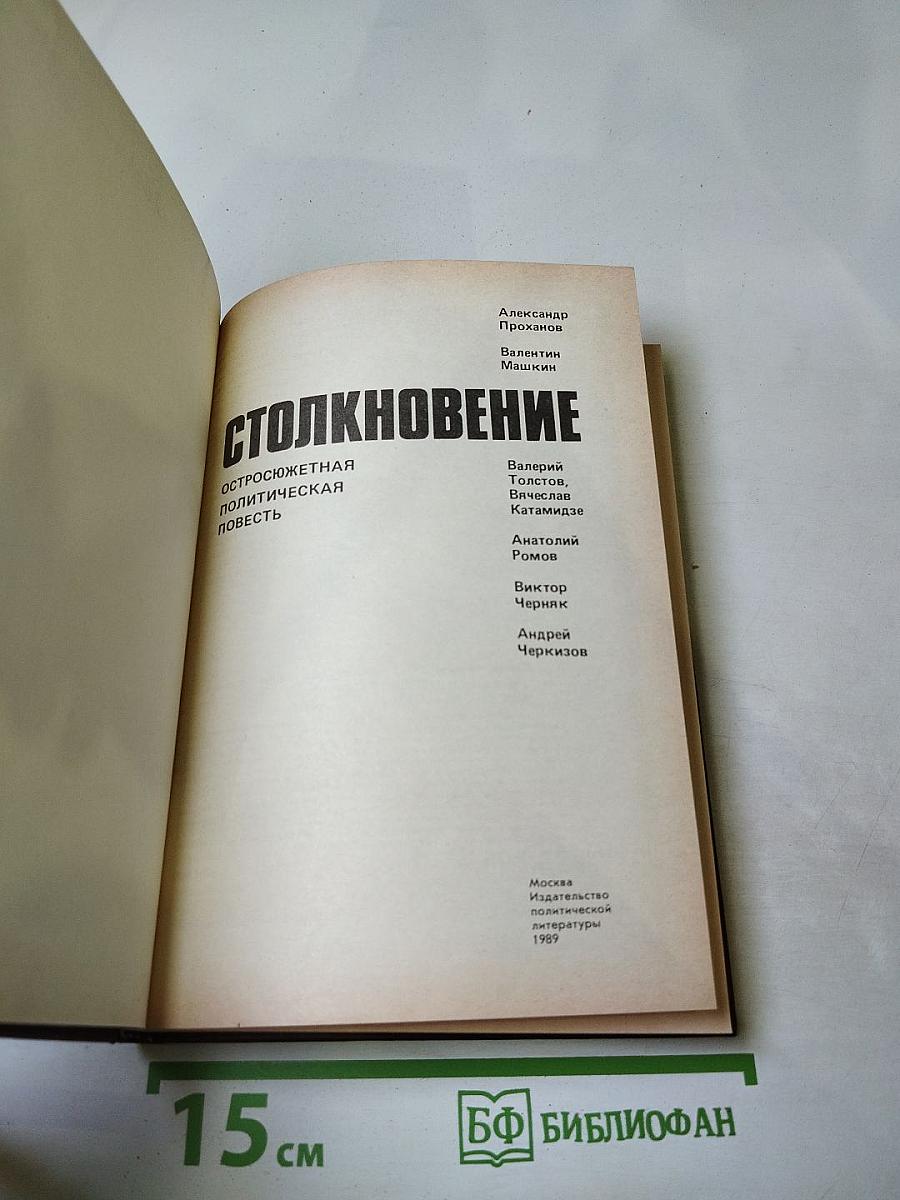 Александр
Проханов
Валентин
Машкин
СТОЛКНОВЕНИЕ
ОСТРОСЮЖЕТНАЯ
ПОЛИТИЧЕСКАЯ
ПОВЕСТЬ
Валерий
Толстов,
Вячеслав
Катамидзе
Анатолий
Ромов
Виктор
Черняк
Андрей
Черкизов
Москва
Издательство
политической
литературы
1989
15 см
БФ БИБЛИОФАН